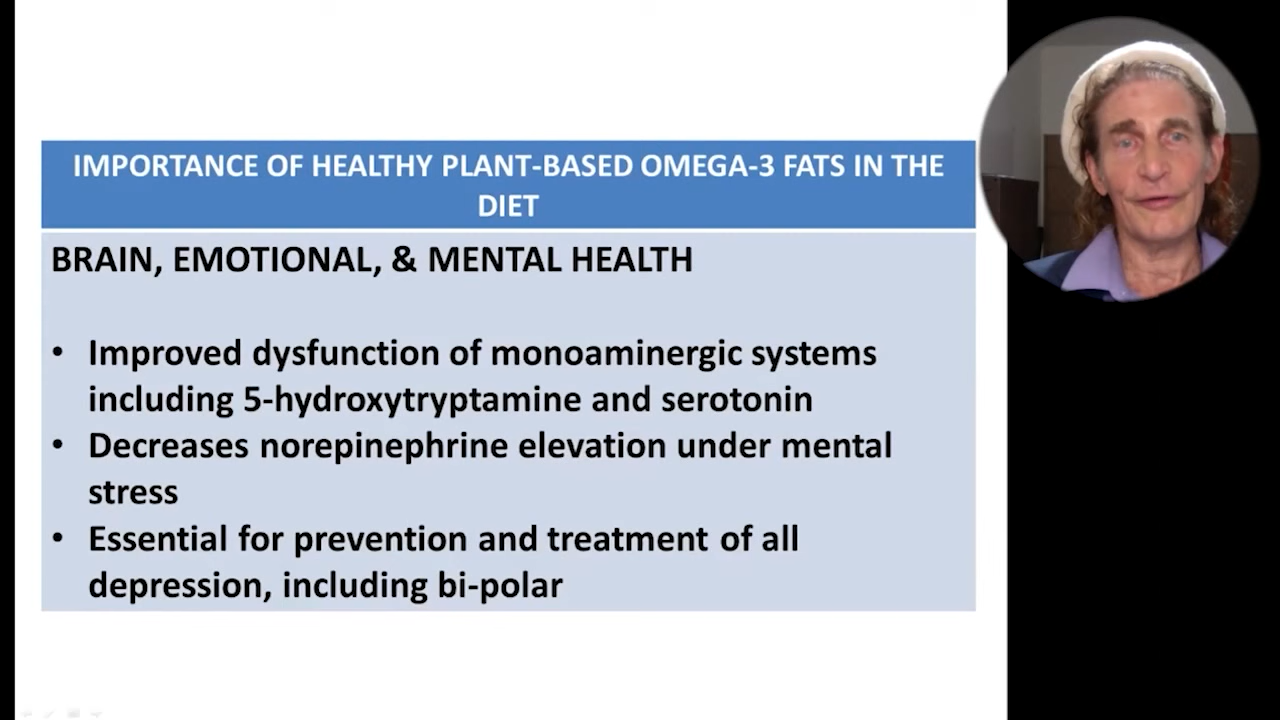 IMPORTANCE OF HEALTHY PLANT-BASED OMEGA-3 FATS IN THE
DIET
BRAIN, EMOTIONAL, & MENTAL HEALTH
• Improved dysfunction of monoaminergic systems
including 5-hydroxytryptamine and serotonin
• Decreases norepinephrine elevation under mental
stress
• Essential for prevention and treatment of all
depression, including bi-polar